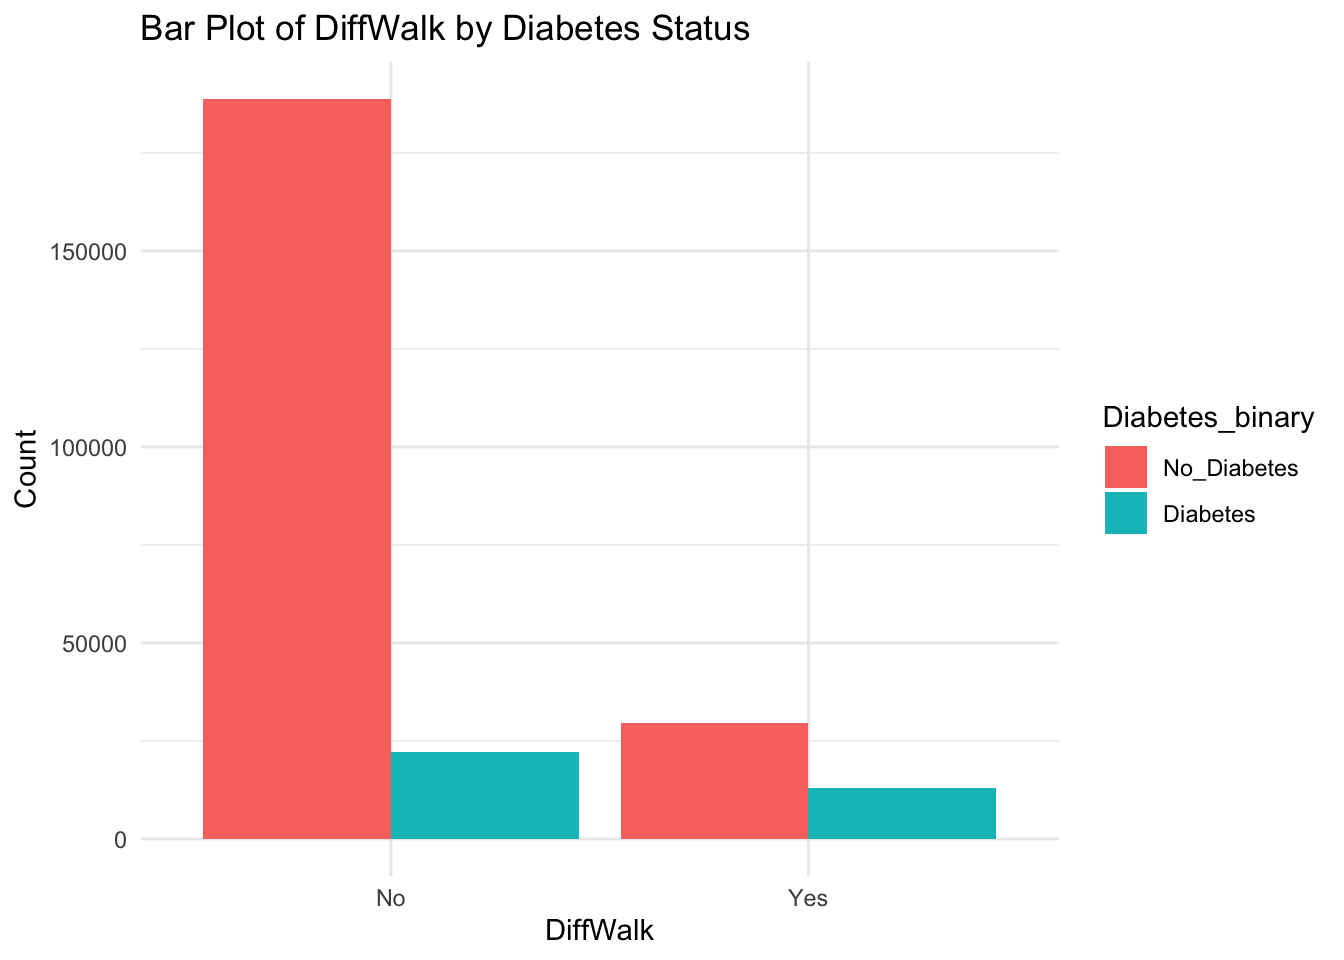 Bar Plot of DiffWalk by Diabetes Status
150000
100000
50000
0
Count
No
Yes
DiffWalk
Diabetes_binary
No_Diabetes
Diabetes